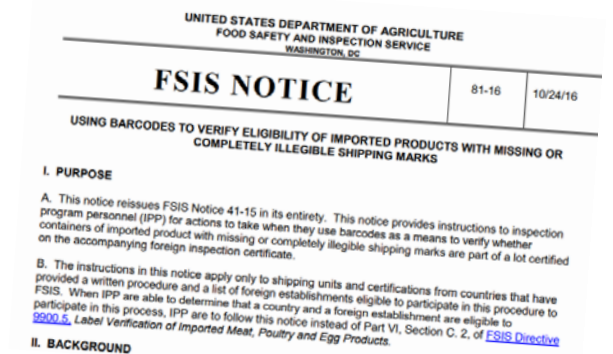 UNITED STATES DEPARTMENT OF AGRICULTURE
FOOD SAFETY AND INSPECTION SERVICE
WASHINGTON, DC
FSIS NOTICE
81-16
10/24/16
USING BARCODES TO VERIFY ELIGIBILITY OF IMPORTED PRODUCTS WITH MISSING OR
COMPLETELY ILLEGIBLE SHIPPING MARKS
I. PURPOSE
A. This notice reissues FSIS Notice 41-15 in its entirety. This notice provides instructions to inspection
program personnel (IPP) for actions to take when they use barcodes as a means to verify whether
containers of imported product with missing or completely illegible shipping marks are part of a lot certified
on the accompanying foreign inspection certificate.
B. The instructions in this notice apply only to shipping units and certifications from countries that have
provided a written procedure and a list of foreign establishments eligible to participate in this procedure to
FSIS. When IPP are able to determine that a country and a foreign establishment are eligible to
participate in this process, IPP are to follow this notice instead of Part VI, Section C. 2, of FSIS Directive
9900.5, Label Verification of Imported Meat, Poultry and Egg Products.
II. BACKGROUND